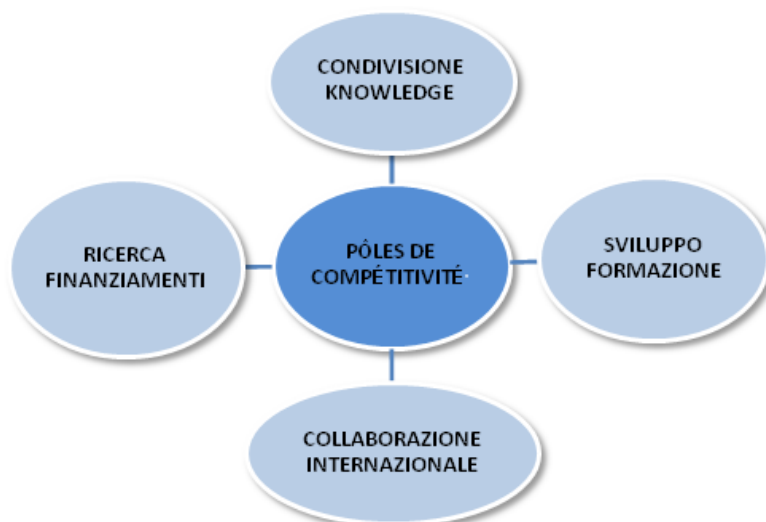 CONDIVISIONE
KNOWLEDGE
RICERCA
FINANZIAMENTI
PÔLES DE
COMPÉTITIVITÉ
SVILUPPO
FORMAZIONE
COLLABORAZIONE
INTERNAZIONALE